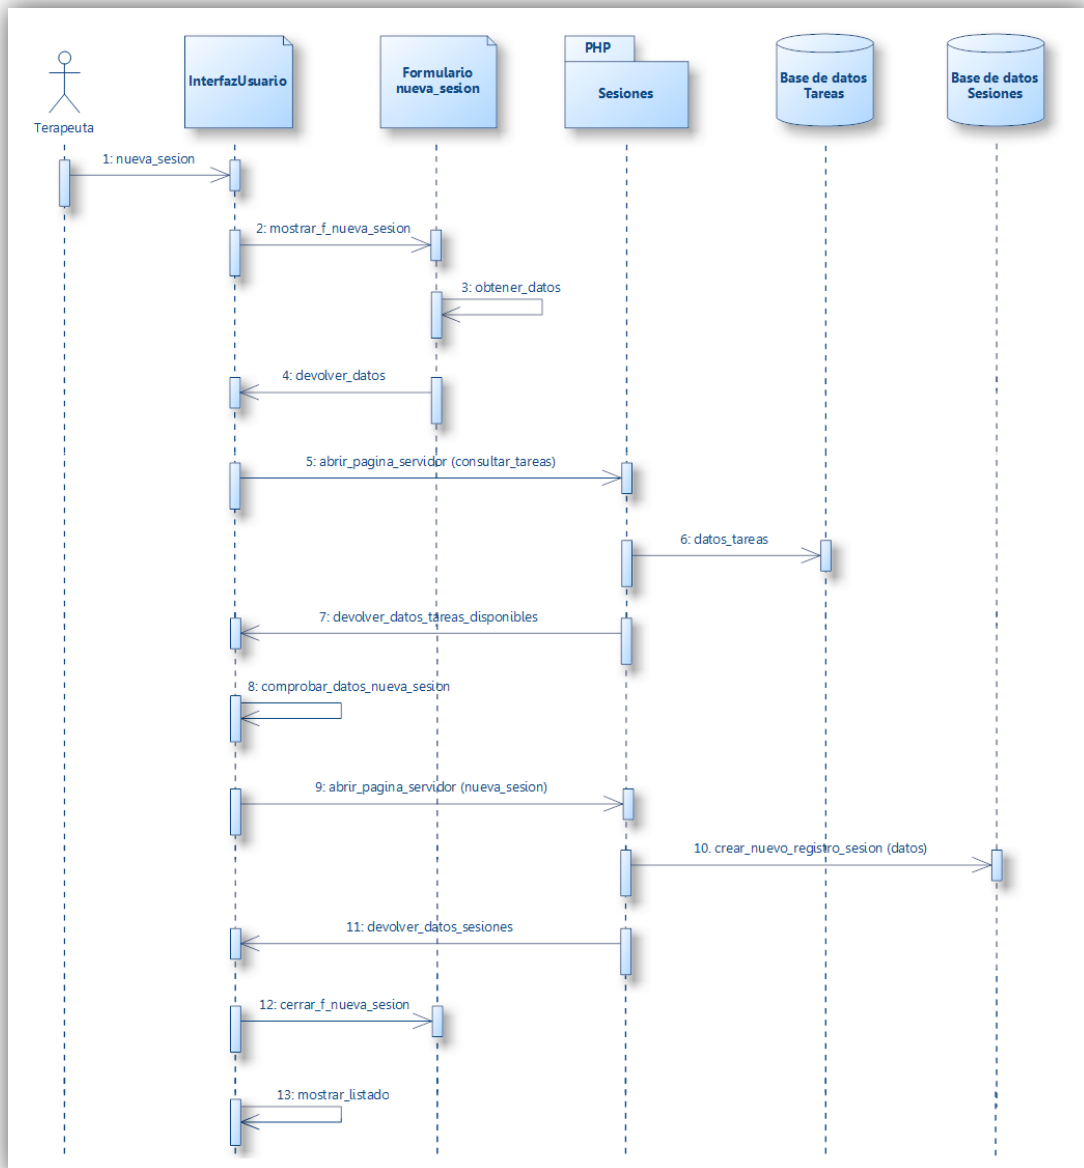 PHP
InterfazUsuario
Formulario
nueva_sesion
Sesiones
Base de datos
Tareas
Base de datos
Sesiones
Terapeuta
1: nueva_sesion
2: mostrar_f_nueva_sesion
3: obtener_datos
4: devolver_datos
5: abrir_pagina_servidor (consultar_tareas)
6: datos_tareas
7: devolver_datos_tareas_disponibles
8: comprobar_datos_nueva_sesion
9: abrir_pagina_servidor (nueva_sesion)
10. crear_nuevo_registro_sesion (datos)
11: devolver_datos_sesiones
12: cerrar_f_nueva_sesion
13: mostrar_listado